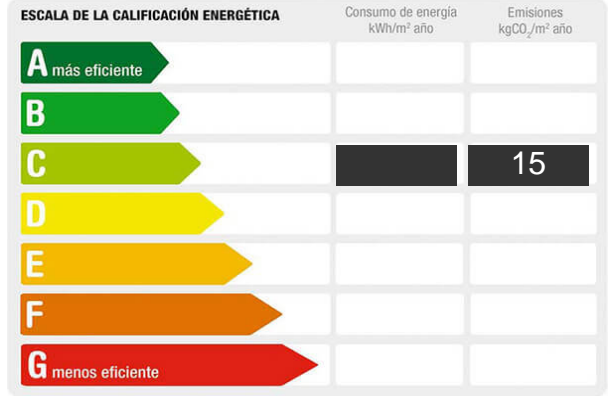 ESCALA DE LA CALIFICACIÓN ENERGÉTICA
Consumo de energía
kWh/m² año
Emisiones
kgCO₂/m² año
A más eficiente
B
C
15
D
E
F
G menos eficiente